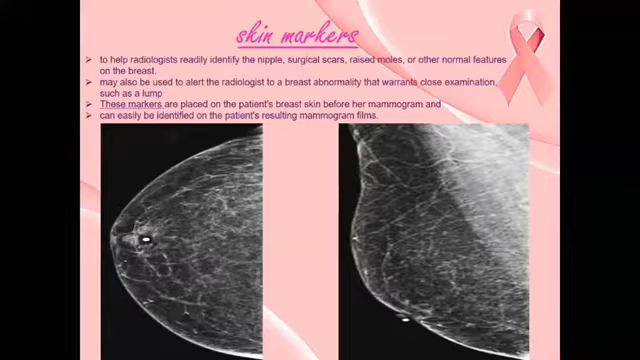 skin markers
to help radiologists readily identify the nipple, surgical scars, raised moles, or other normal features
on the breast.
may also be used to alert the radiologist to a breast abnormality that warrants close examination,
such as a lump
These markers are placed on the patient's breast skin before her mammogram and
can easily be identified on the patient's resulting mammogram films.